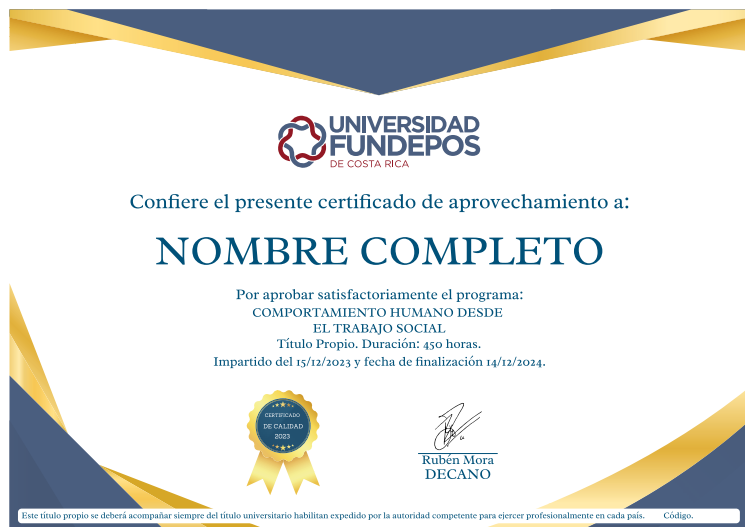 UNIVERSIDAD
FUNDEPOS
DE COSTA RICA
Confiere el presente certificado de aprovechamiento a:
NOMBRE COMPLETO
Por aprobar satisfactoriamente el programa:
COMPORTAMIENTO HUMANO DESDE
EL TRABAJO SOCIAL
Título Propio. Duración: 450 horas.
Impartido del 15/12/2023 y fecha de finalización 14/12/2024.
CERTIFICADO
DE CALIDAD
2023
Rubén Mora
DECANO
Este título propio se deberá acompañar siempre del título universitario habilitan expedido por la autoridad competente para ejercer profesionalmente en cada país. Código.